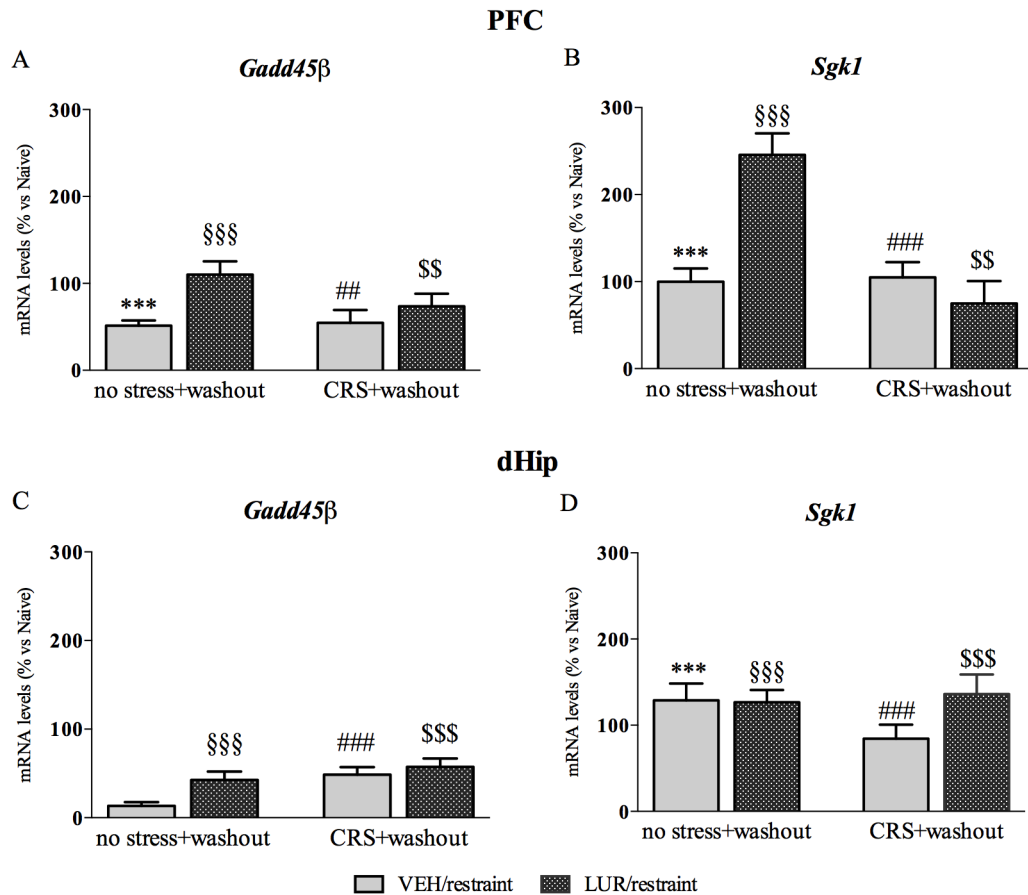 PFC
A
Gadd45β
mRNA levels (% vs Naive)
300
200
100
0
***
§§§
##
$$
no stress+washout
CRS+washout
B
Sgk1
mRNA levels (% vs Naive)
300
200
100
0
***
§§§
###
$$
no stress+washout
CRS+washout
dHip
C
Gadd45β
mRNA levels (% vs Naive)
300
200
100
0
§§§
###
$$$
no stress+washout
CRS+washout
D
Sgk1
mRNA levels (% vs Naive)
300
200
100
0
***
§§§
###
$$$
no stress+washout
CRS+washout
VEH/restraint
LUR/restraint